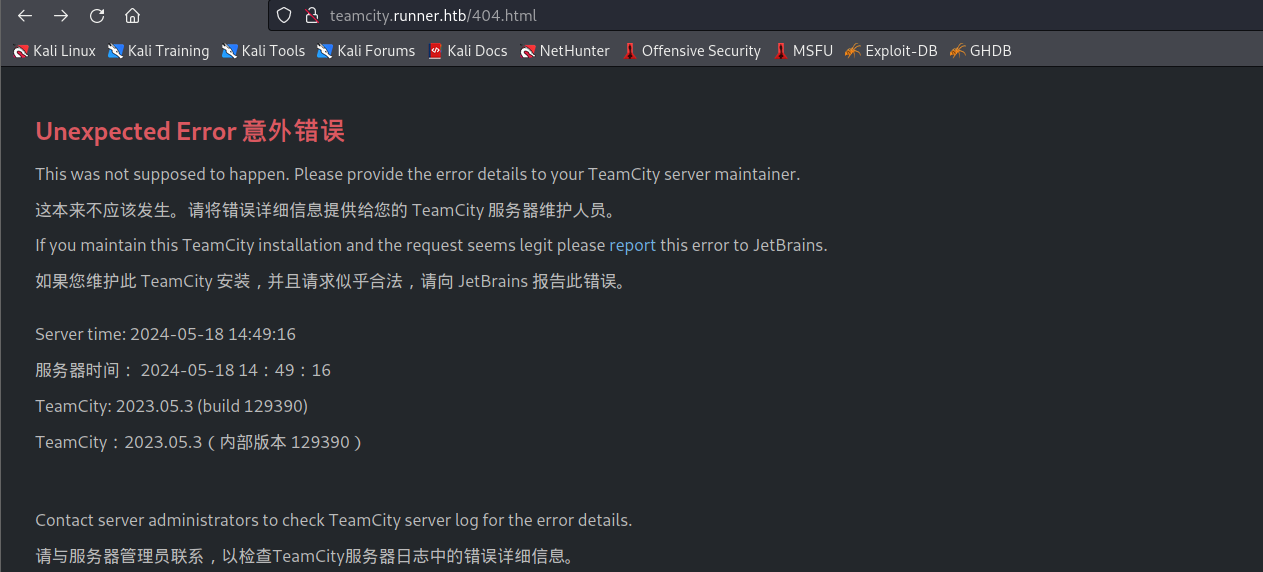 teamcity.runner.htb/404.html
Kali Linux Kali Training Kali Tools Kali Forums Kali Docs NetHunter Offensive Security MSFU Exploit-DB GHDB
Unexpected Error 意外错误
This was not supposed to happen. Please provide the error details to your TeamCity server maintainer.
这本来不应该发生。请将错误详细信息提供给您的 TeamCity 服务器维护人员。
If you maintain this TeamCity installation and the request seems legit please report this error to JetBrains.
如果您维护此 TeamCity 安装，并且请求似乎合法，请向 JetBrains 报告此错误。
Server time: 2024-05-18 14:49:16
服务器时间： 2024-05-18 14：49：16
TeamCity: 2023.05.3 (build 129390)
TeamCity：2023.05.3（内部版本 129390）
Contact server administrators to check TeamCity server log for the error details.
请与服务器管理员联系，以检查TeamCity服务器日志中的错误详细信息。